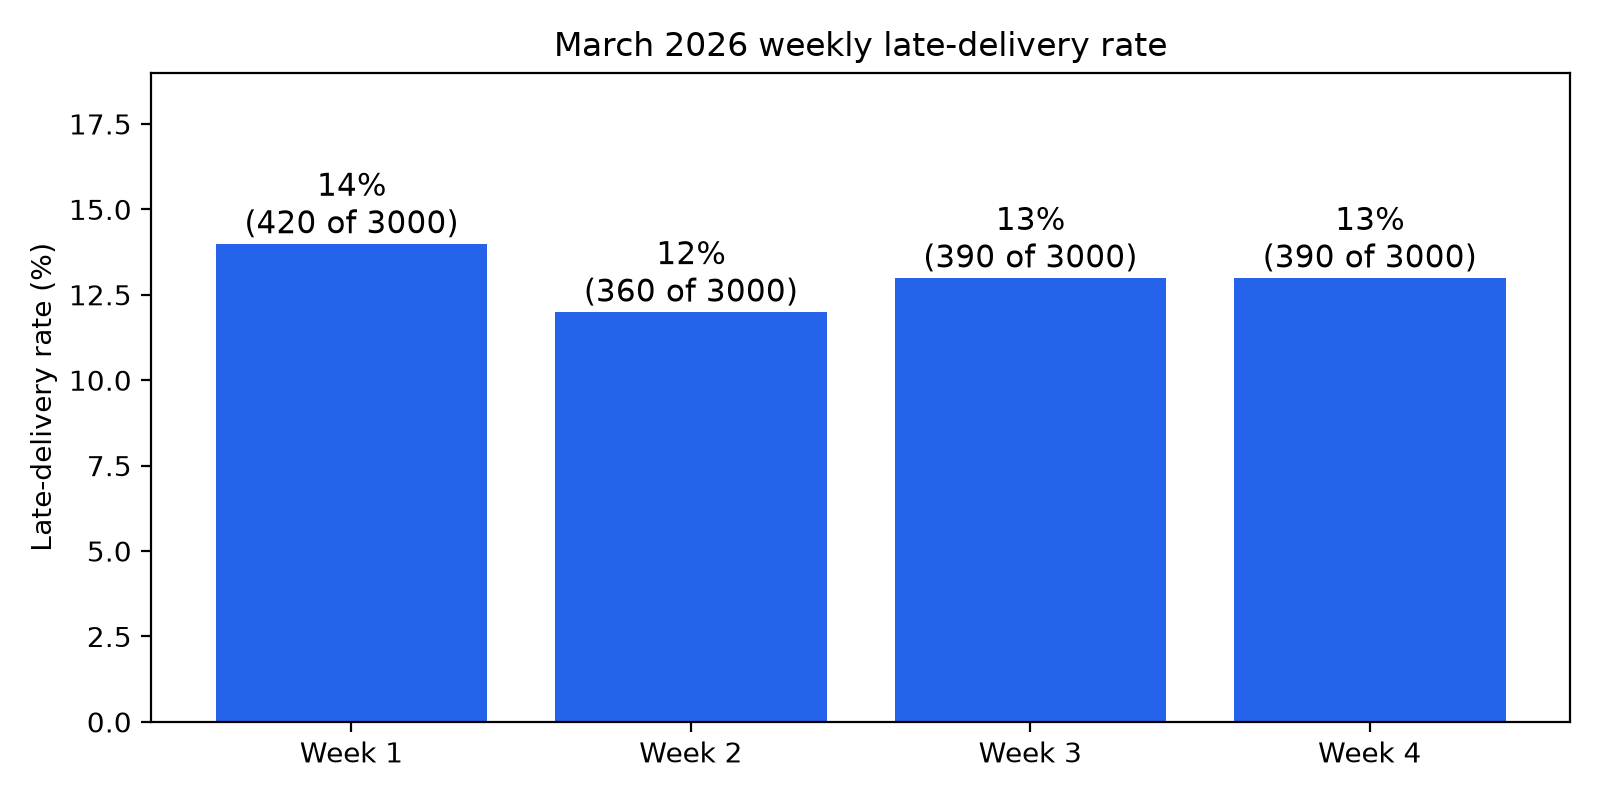 March 2026 weekly late-delivery rate
Late-delivery rate (%)
17.5
15.0
12.5
10.0
7.5
5.0
2.5
0.0
14%
(420 of 3000)
12%
(360 of 3000)
13%
(390 of 3000)
13%
(390 of 3000)
Week 1
Week 2
Week 3
Week 4